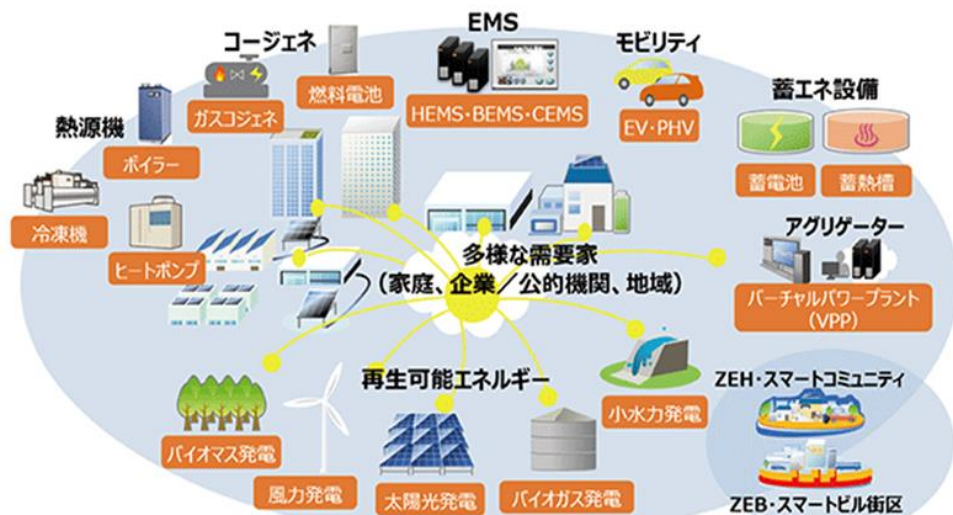 コージェネ
EMS
モビリティ
燃料電池
ガスコジェネ
HEMS・BEMS・CEMS
EV・PHV
蓄エネ設備
熱源機
ボイラー
蓄電池
蓄熱槽
冷凍機
ヒートポンプ
アグリゲーター
多様な需要家
（家庭、企業／公的機関、地域）
バーチャルパワープラント
（VPP）
再生可能エネルギー
小水力発電
ZEH・スマートコミュニティ
バイオマス発電
風力発電
太陽光発電
バイオガス発電
ZEB・スマートビル街区